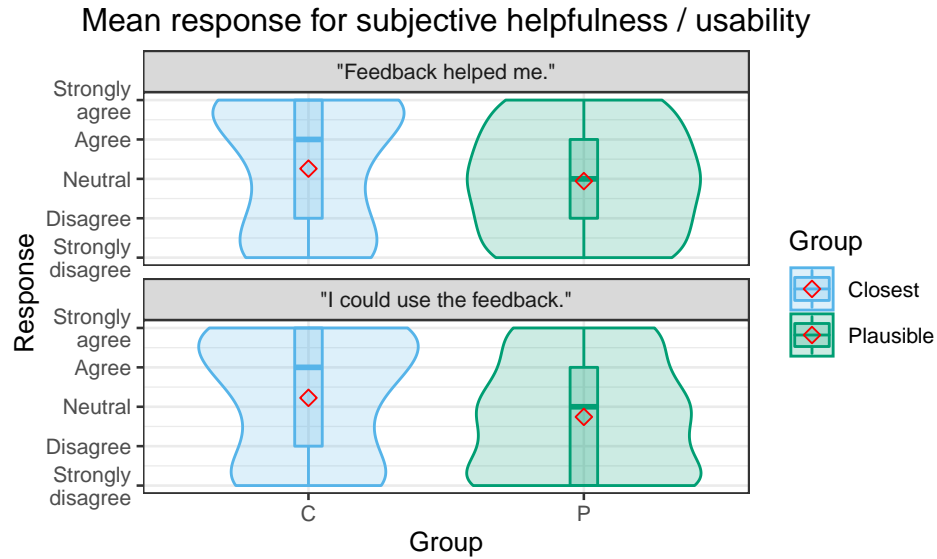 Mean response for subjective helpfulness / usability
"Feedback helped me."
Strongly
agree
Agree
Neutral
Disagree
Strongly
disagree
"I could use the feedback."
Strongly
agree
Agree
Neutral
Disagree
Strongly
disagree
Response
C
P
Group
Group
Closest
Plausible